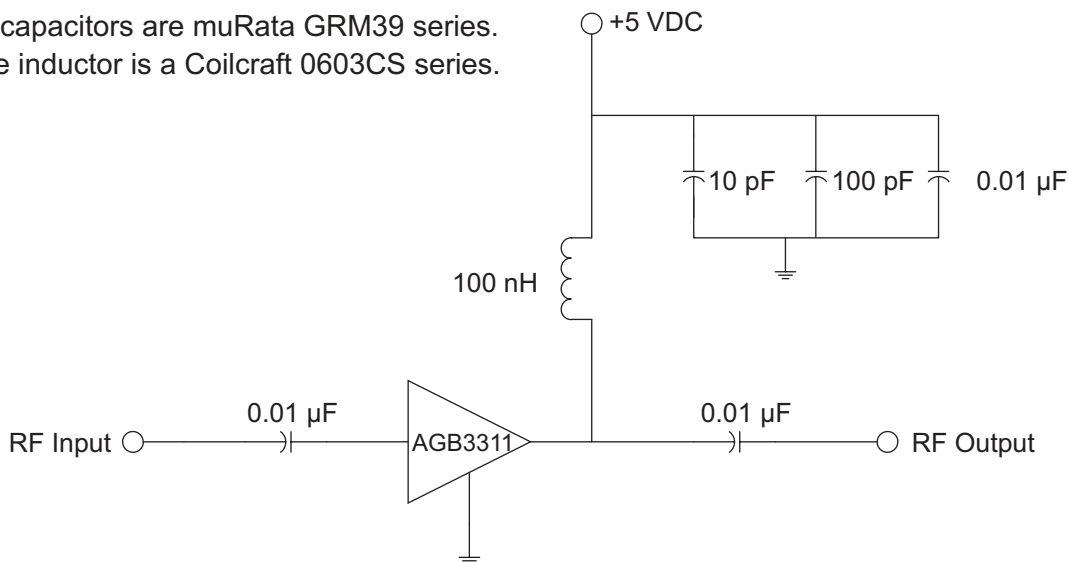 capacitors are muRata GRM39 series.
e inductor is a Coilcraft 0603CS series.
+5 VDC
10 pF
100 pF
0.01 µF
100 nH
0.01 µF
0.01 µF
RF Input
AGB3311
RF Output